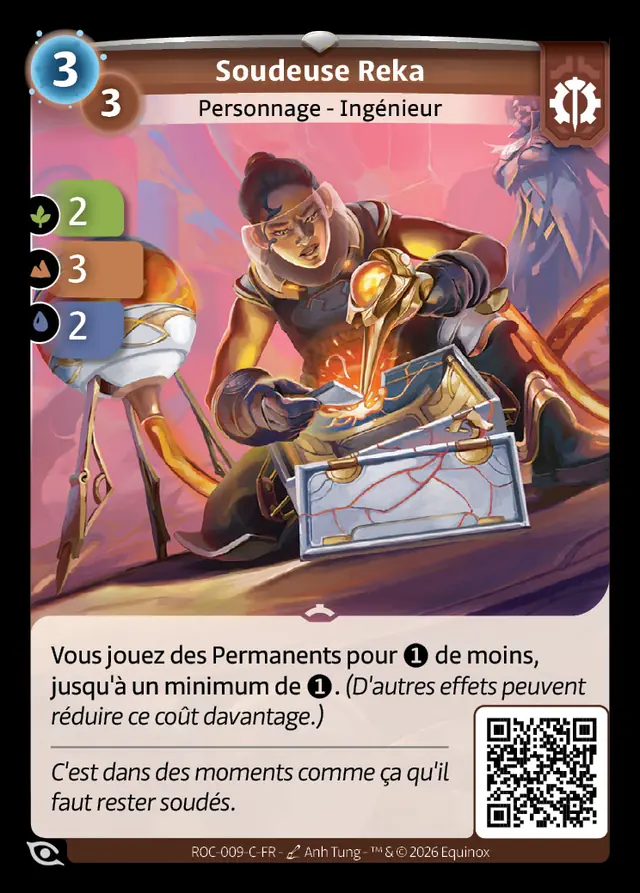 3
Soudeuse Reka
3
Personnage - Ingénieur
2
3
2
Vous jouez des Permanents pour 1 de moins,
jusqu'à un minimum de 1. (D'autres effets peuvent
réduire ce coût davantage.)
C'est dans des moments comme ça qu'il
faut rester soudés.
ROC-009-C-FR - Anh Tung - ™ & © 2026 Equinox